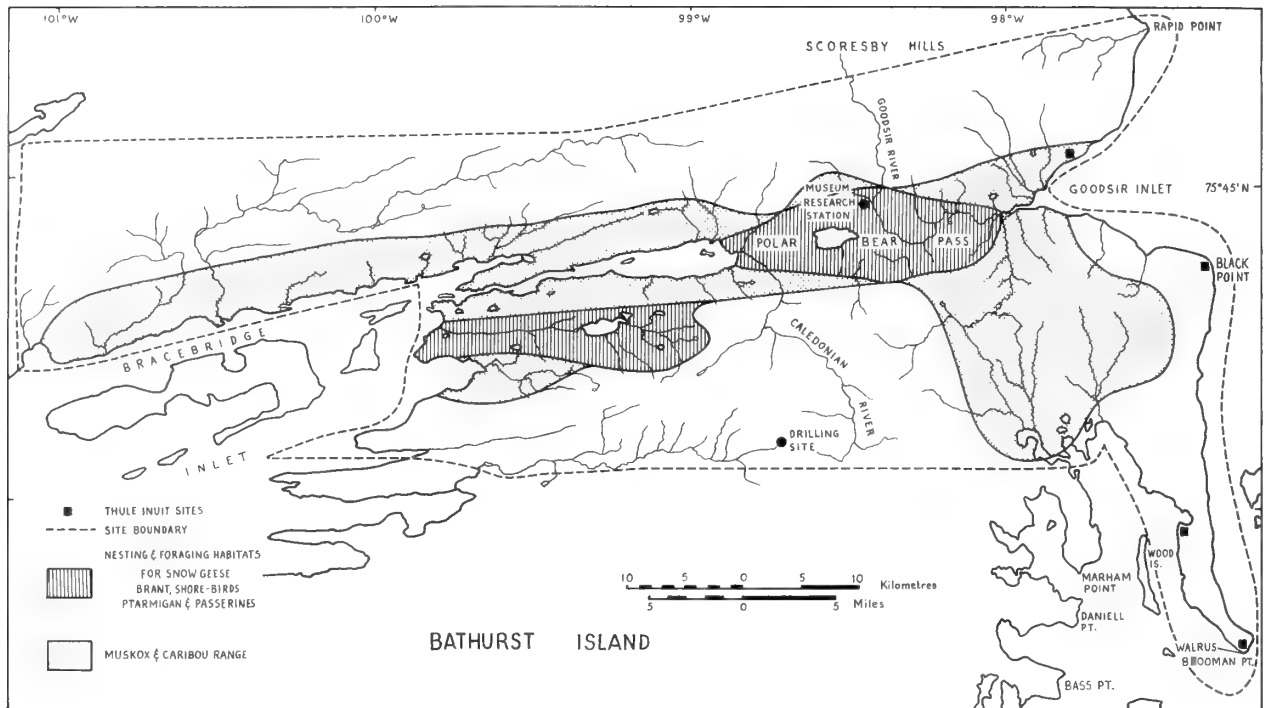 101°W
100°W
99°W
98°W
RAPID POINT
SCORESBY HILLS
GOODSIR RIVER
75°45'N
GOODSIR INLET
MUSEUM
RESEARCH
STATION
POLAR BEAR PASS
BLACK
POINT
BRACEBRIDGE
INLET
CALEDONIAN
RIVER
DRILLING
SITE
THULE INUIT SITES
SITE BOUNDARY
NESTING & FORAGING HABITATS
FOR SNOW GEESE
BRANT, SHORE-BIRDS
PTARMIGAN & PASSERINES
MUSKOX & CARIBOU RANGE
10 5 0 5 10 Kilometres
5 0 5 Miles
BATHURST ISLAND
WOOD
IS.
MARHAM
POINT
DANIELL
PT.
BASS PT.
WALRUS
PT.